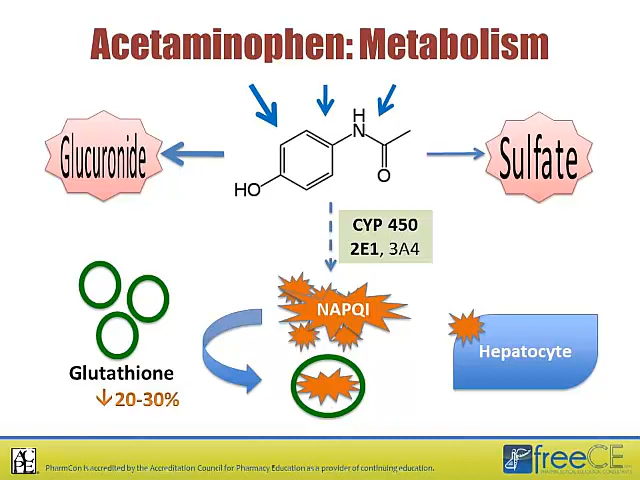 Acetaminophen: Metabolism
Glucuronide
H
N
O
HO
Sulfate
CYP 450
2E1, 3A4
NAPQI
Glutathione
↓20-30%
Hepatocyte
ACPE
PharmCon is accredited by the Accreditation Council for Pharmacy Education as a provider of continuing education.
freeCE